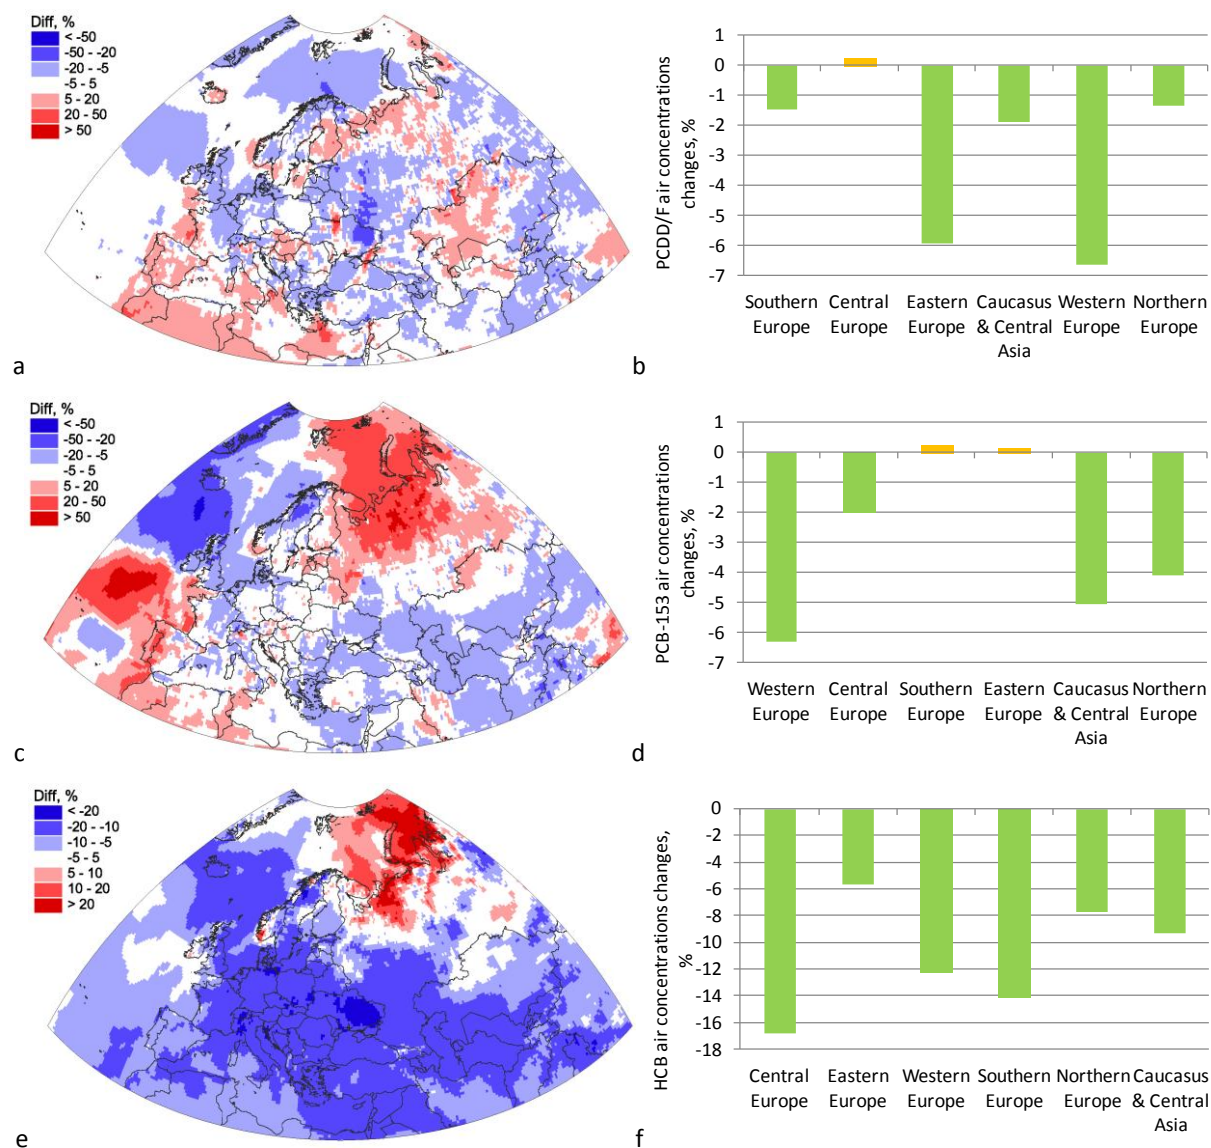 Diff, %
< -50
-50 - -20
-20 - -5
-5 - 5
5 - 20
20 - 50
> 50
a
PCDD/F air concentrations
changes, %
1
0
-1
-2
-3
-4
-5
-6
-7
Southern Central Eastern Caucasus Western Northern
Europe Europe Europe & Central Europe Europe
Asia
b
Diff, %
< -50
-50 - -20
-20 - -5
-5 - 5
5 - 20
20 - 50
> 50
c
PCB-153 air concentrations
changes, %
1
0
-1
-2
-3
-4
-5
-6
-7
Western Central Southern Eastern Caucasus Northern
Europe Europe Europe Europe & Central Europe
Asia
d
Diff, %
< -20
-20 - -10
-10 - -5
-5 - 5
5 - 10
10 - 20
> 20
e
HCB air concentrations changes,
%
0
-2
-4
-6
-8
-10
-12
-14
-16
-18
Central Eastern Western Southern Northern Caucasus
Europe Europe Europe Europe Europe & Central
Asia
f